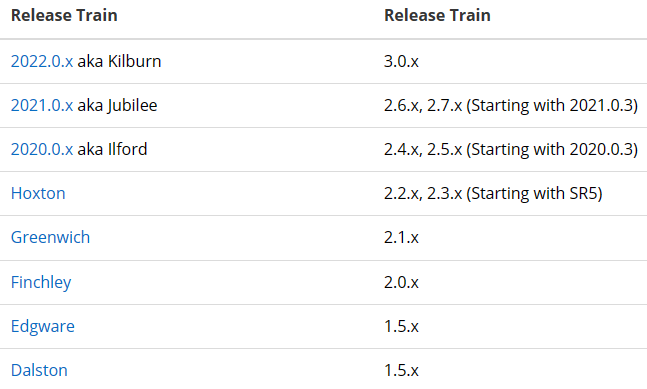 Release Train Release Train
2022.0.x aka Kilburn 3.0.x
2021.0.x aka Jubilee 2.6.x, 2.7.x (Starting with 2021.0.3)
2020.0.x aka Ilford 2.4.x, 2.5.x (Starting with 2020.0.3)
Hoxton 2.2.x, 2.3.x (Starting with SR5)
Greenwich 2.1.x
Finchley 2.0.x
Edgware 1.5.x
Dalston 1.5.x